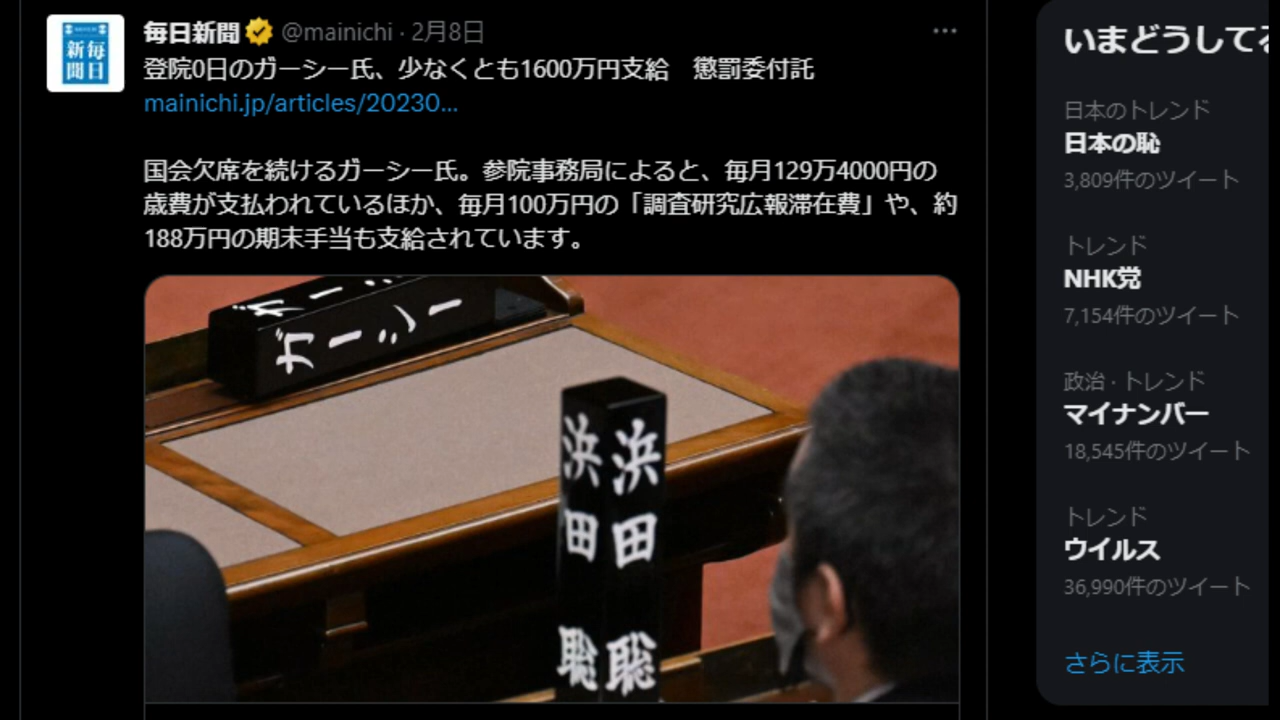 毎日新聞
毎日新聞 @mainichi · 2月8日
登院0日のガーシー氏、少なくとも1600万円支給　懲罰委付託
mainichi.jp/articles/20230...
国会欠席を続けるガーシー氏。参院事務局によると、毎月129万4000円の
歳費が支払われているほか、毎月100万円の「調査研究広報滞在費」や、約
188万円の期末手当も支給されています。
ガーシー
ガーシー
浜田 聡
浜田 聡
いまどうしてる
日本のトレンド
日本の恥
3,809件のツイート
トレンド
NHK党
7,154件のツイート
政治 · トレンド
マイナンバー
18,545件のツイート
トレンド
ウイルス
36,990件のツイート
さらに表示